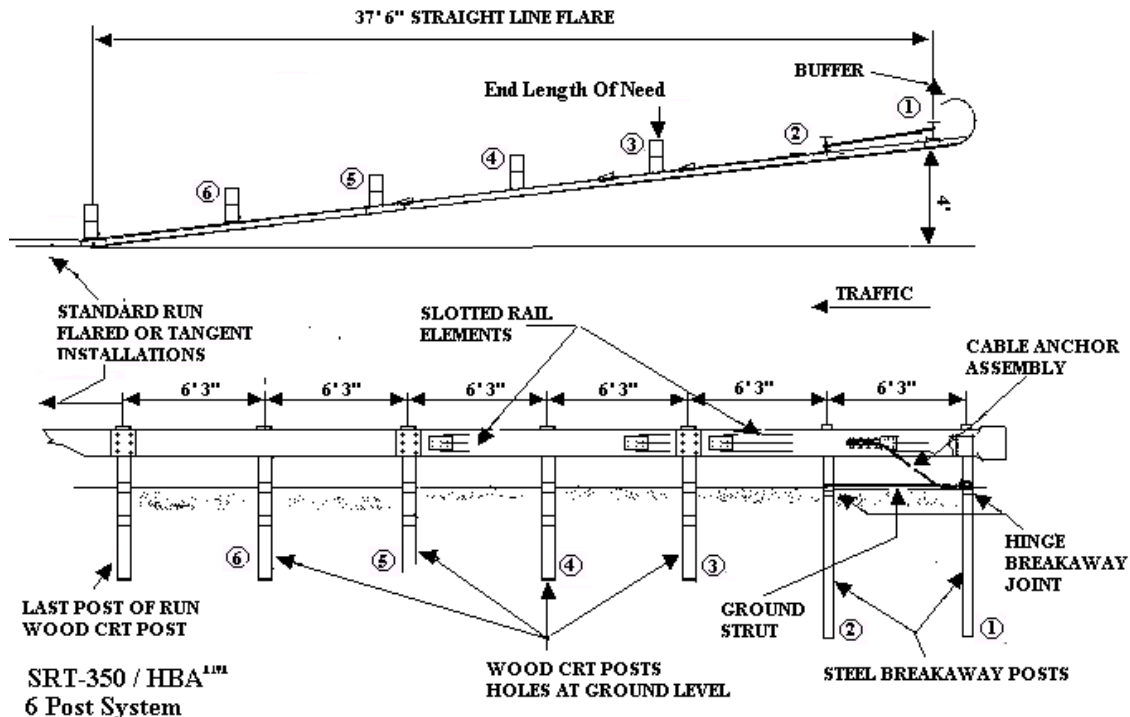 37' 6" STRAIGHT LINE FLARE
BUFFER
End Length Of Need
1
2
3
4
5
6
4'
TRAFFIC
STANDARD RUN
FLARED OR TANGENT
INSTALLATIONS
SLOTTED RAIL
ELEMENTS
CABLE ANCHOR
ASSEMBLY
6' 3" 6' 3" 6' 3" 6' 3" 6' 3" 6' 3"
6 5 4 3
2 1
LAST POST OF RUN
WOOD CRT POST
WOOD CRT POSTS
HOLES AT GROUND LEVEL
GROUND
STRUT
HINGE
BREAKAWAY
JOINT
STEEL BREAKAWAY POSTS
SRT-350 / HBA
6 Post System